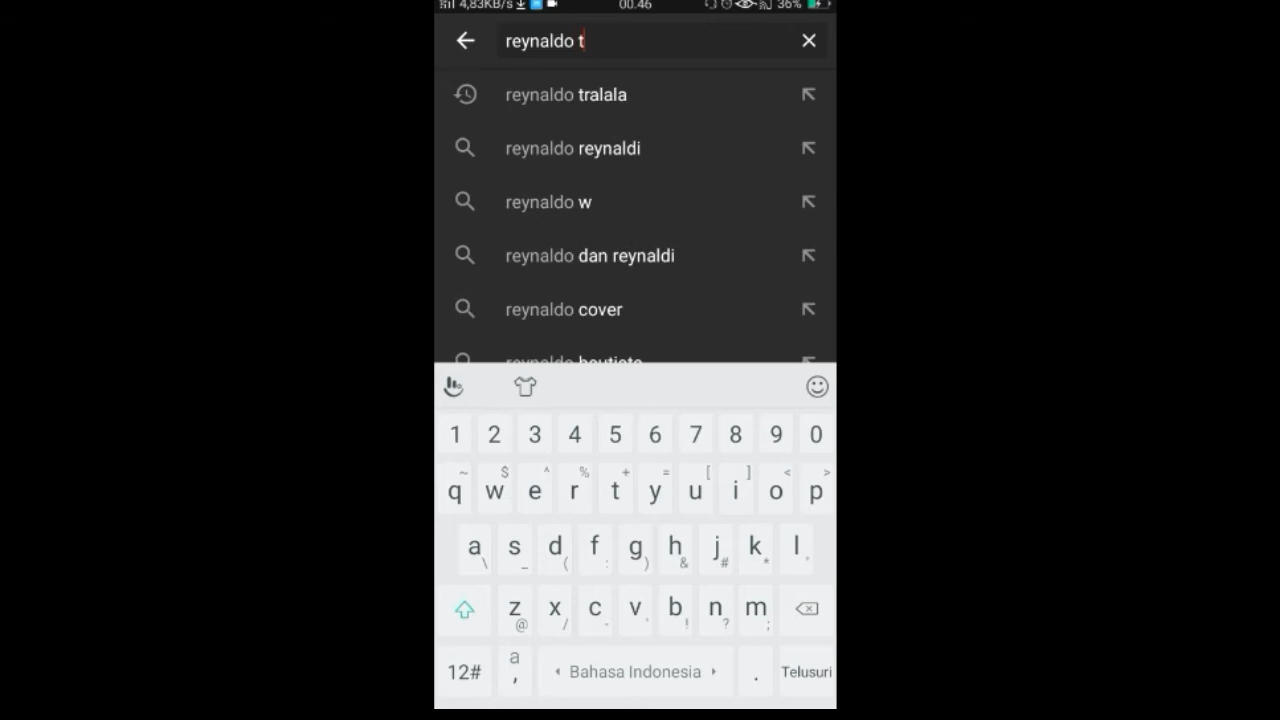 4,83KB/s 00.46 36%
reynaldo t
reynaldo tralala
reynaldo reynaldi
reynaldo w
reynaldo dan reynaldi
reynaldo cover
reynaldo
1 2 3 4 5 6 7 8 9 0
~ $ ^ % + = [ ] < >
q w e r t y u i o p
a s d f g h j k l
\ _ ( : ) & # *
z x c v b n m
@ / - ' ! ? ;
12# a , Bahasa Indonesia . Telusuri